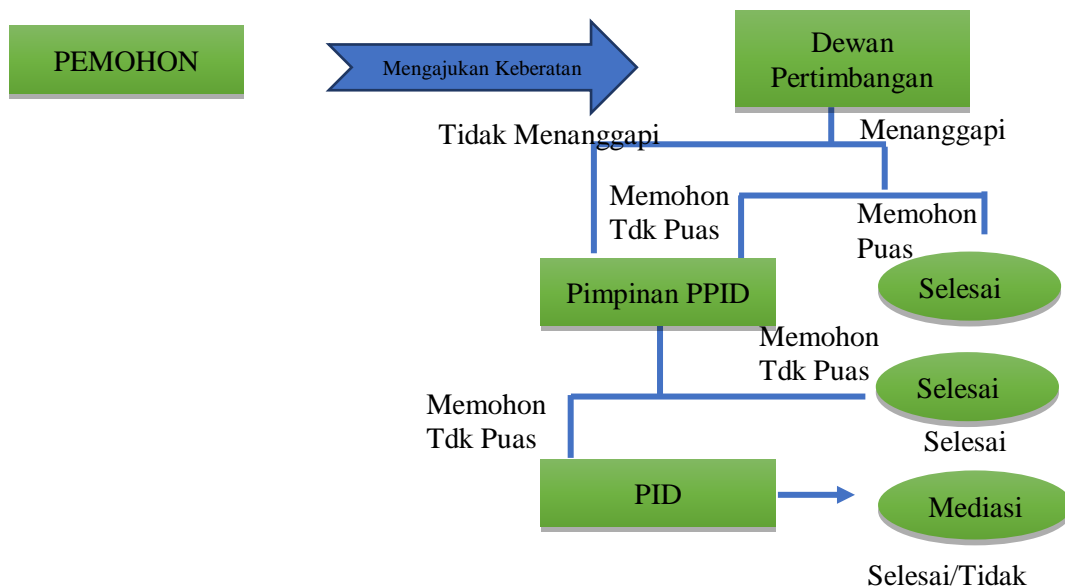 PEMOHON
Mengajukan Keberatan
Dewan
Pertimbangan
Tidak Menanggapi
Menanggapi
Memohon
Tdk Puas
Memohon
Puas
Pimpinan PPID
Selesai
Memohon
Tdk Puas
Selesai
Memohon
Tdk Puas
Selesai
PID
Mediasi
Selesai/Tidak